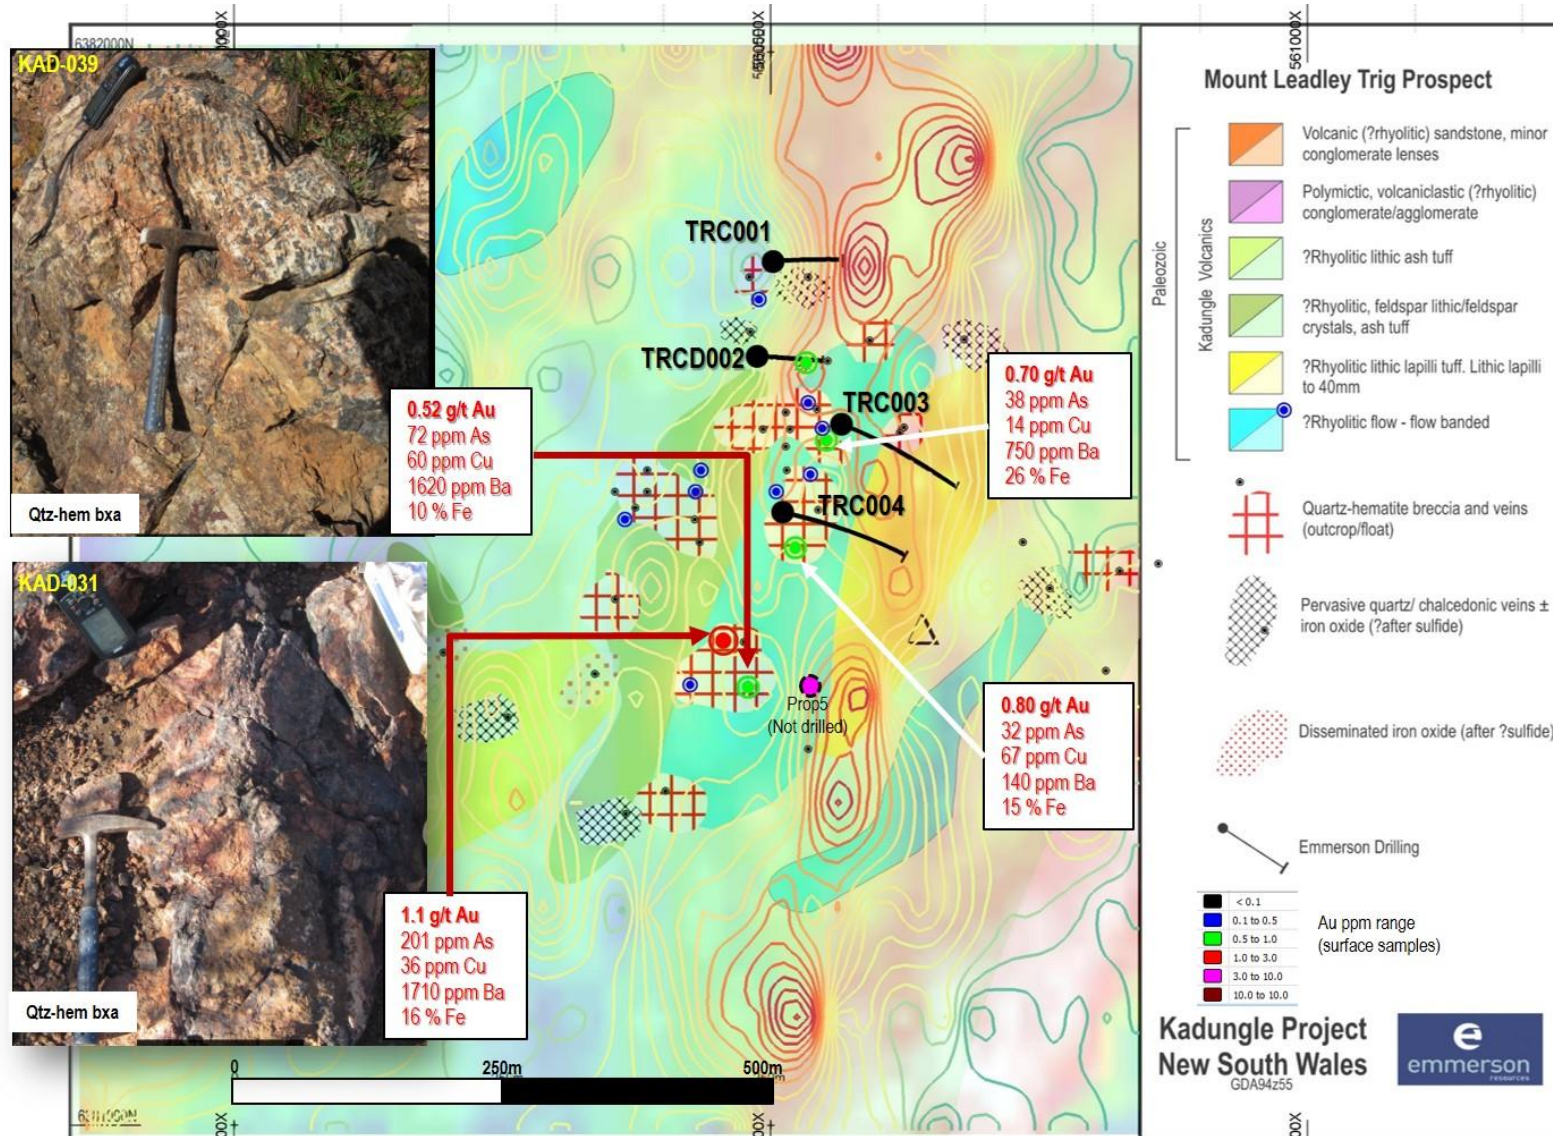 6382000N
561000X
KAD-039
Qtz-hem bxa
KAD-031
Qtz-hem bxa
0.52 g/t Au
72 ppm As
60 ppm Cu
1620 ppm Ba
10 % Fe
1.1 g/t Au
201 ppm As
36 ppm Cu
1710 ppm Ba
16 % Fe
TRC001
TRCD002
TRC003
TRC004
0.70 g/t Au
38 ppm As
14 ppm Cu
750 ppm Ba
26 % Fe
0.80 g/t Au
32 ppm As
67 ppm Cu
140 ppm Ba
15 % Fe
Prop5
(Not drilled)
0
250m
500m
Mount Leadley Trig Prospect
Paleozoic
Kadungle Volcanics
Volcanic (?rhyolitic) sandstone, minor
conglomerate lenses
Polymictic, volcaniclastic (?rhyolitic)
conglomerate/agglomerate
?Rhyolitic lithic ash tuff
?Rhyolitic, feldspar lithic/feldspar
crystals, ash tuff
?Rhyolitic lithic lapilli tuff. Lithic lapilli
to 40mm
?Rhyolitic flow - flow banded
Quartz-hematite breccia and veins
(outcrop/float)
Pervasive quartz/ chalcedonic veins ±
iron oxide (?after sulfide)
Disseminated iron oxide (after ?sulfide)
Emmerson Drilling
< 0.1
0.1 to 0.5
0.5 to 1.0
1.0 to 3.0
3.0 to 10.0
10.0 to 10.0
Au ppm range
(surface samples)
Kadungle Project
New South Wales
GDA94z55
e
emmerson
resources